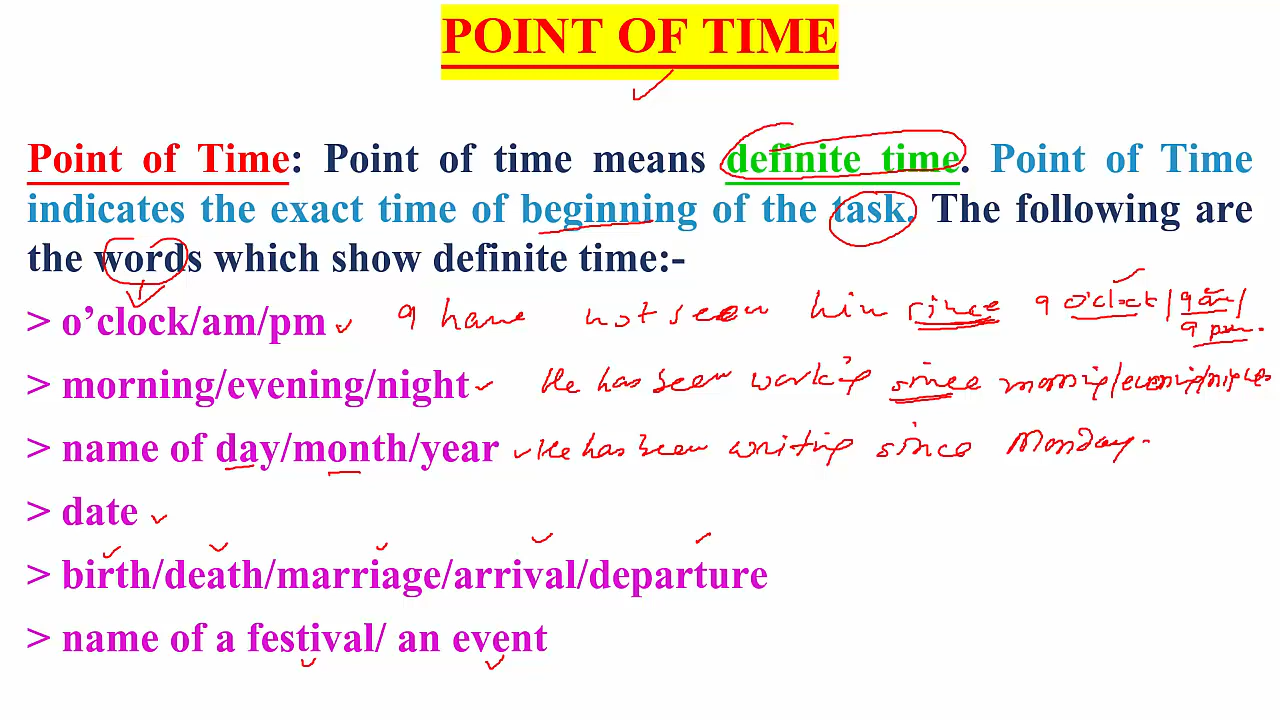 POINT OF TIME
Point of Time: Point of time means definite time. Point of Time
indicates the exact time of beginning of the task. The following are
the words which show definite time:-
> o’clock/am/pm I have not seen him since 9 o'clock/9 am/
9 pm.
> morning/evening/night He has been working since morning/evening/night
> name of day/month/year He has been writing since Monday.
> date
> birth/death/marriage/arrival/departure
> name of a festival/ an event